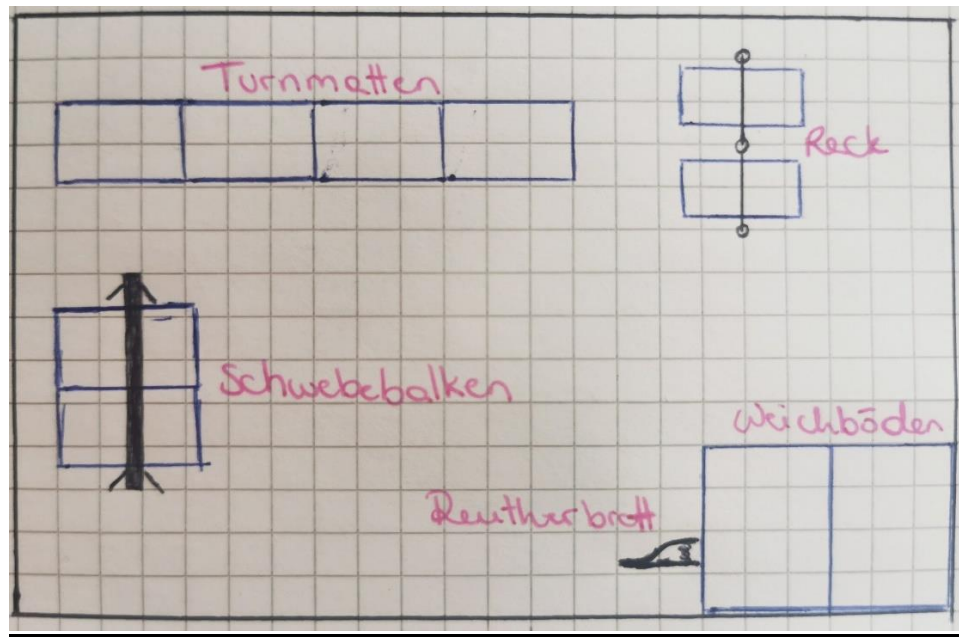 Turnmatten
Reck
Schwebebalken
Weichböden
Reutherbrett